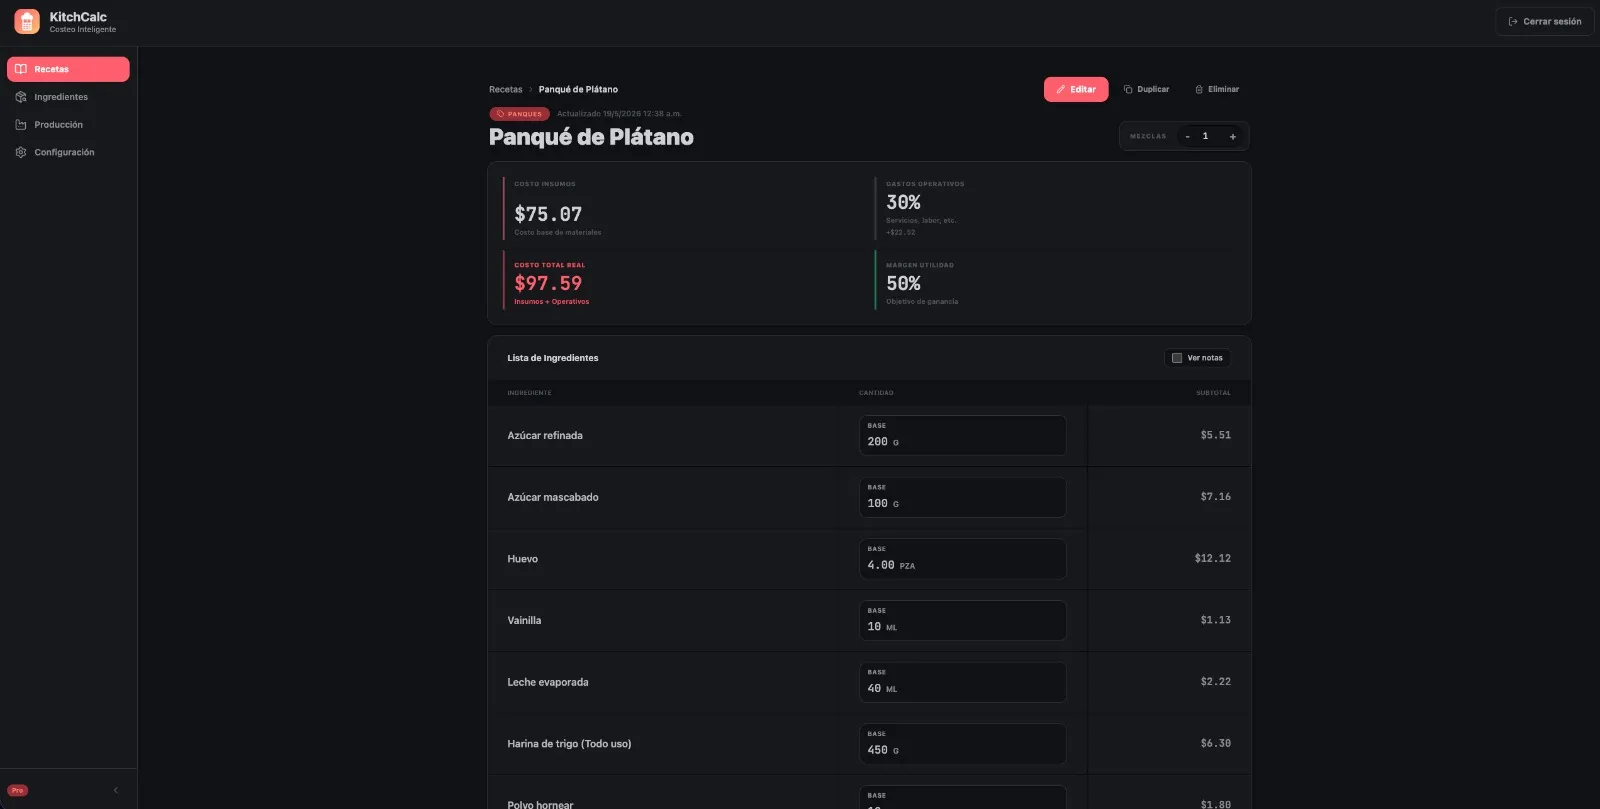 KitchCalc
Costeo Inteligente
Cerrar sesión
Recetas
Ingredientes
Producción
Configuración
Pro
Recetas > Panqué de Plátano
Editar
Duplicar
Eliminar
PANQUES
Actualizado 19/5/2026 12:38 a.m.
Panqué de Plátano
MEZCLAS
- 1 +
COSTO INSUMOS
$75.07
Costo base de materiales
GASTOS OPERATIVOS
30%
Servicios, labor, etc.
+$22.52
COSTO TOTAL REAL
$97.59
Insumos + Operativos
MARGEN UTILIDAD
50%
Objetivo de ganancia
Lista de Ingredientes
Ver notas
INGREDIENTE CANTIDAD SUBTOTAL
Azúcar refinada
BASE
200 G
$5.51
Azúcar mascabado
BASE
100 G
$7.16
Huevo
BASE
4.00 PZA
$12.12
Vainilla
BASE
10 ML
$1.13
Leche evaporada
BASE
40 ML
$2.22
Harina de trigo (Todo uso)
BASE
450 G
$6.30
Polvo hornear
BASE
$1.80